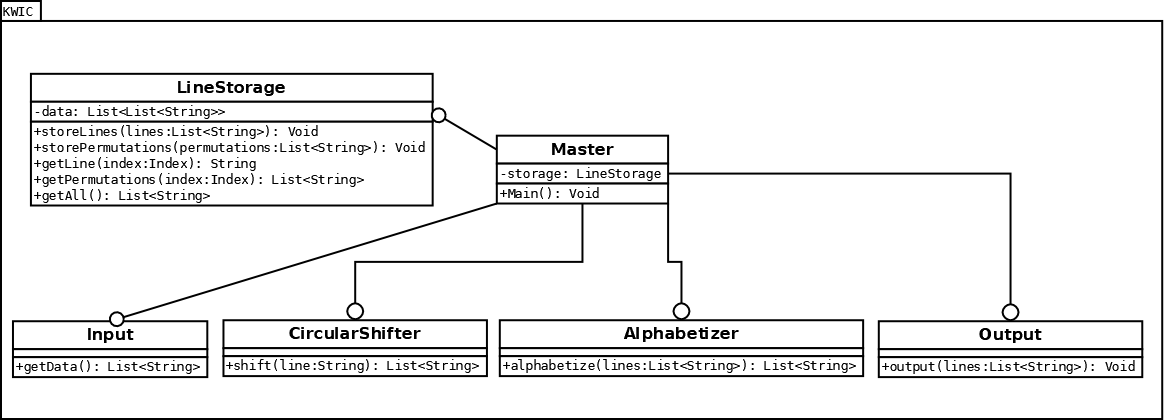 KWIC
LineStorage
-data: List<List<String>>
+storeLines(lines:List<String>): Void
+storePermutations(permutations:List<String>): Void
+getLine(index:Index): String
+getPermutations(index:Index): List<String>
+getAll(): List<String>
Master
-storage: LineStorage
+Main(): Void
Input
+getData(): List<String>
CircularShifter
+shift(line:String): List<String>
Alphabetizer
+alphabetize(lines:List<String>): List<String>
Output
+output(lines:List<String>): Void